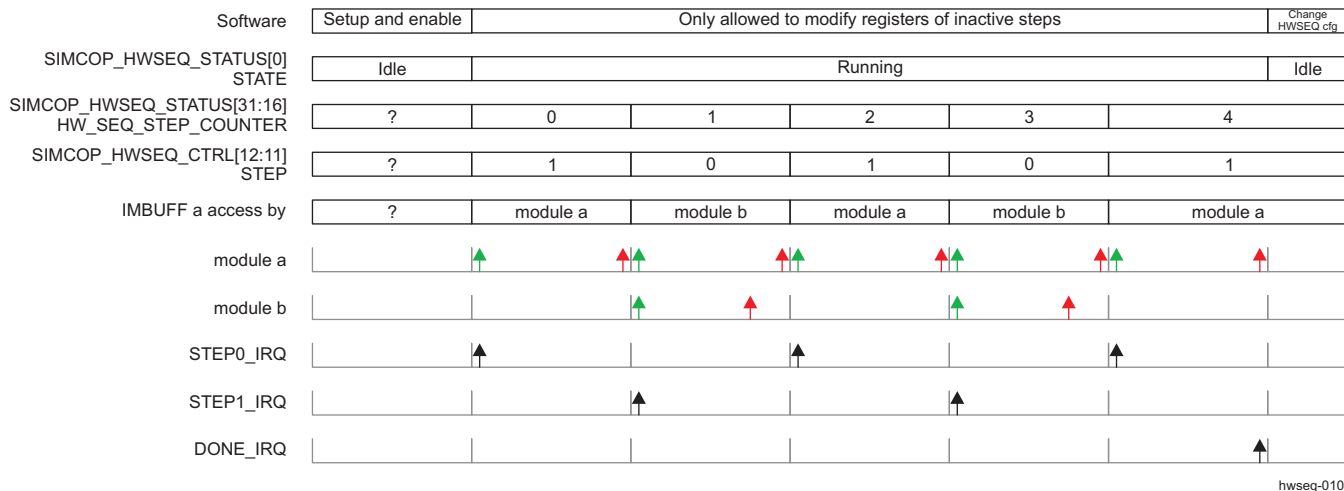 Software
Setup and enable
Only allowed to modify registers of inactive steps
Change
HWSEQ cfg
SIMCOP_HWSEQ_STATUS[0]
STATE
Idle
Running
Idle
SIMCOP_HWSEQ_STATUS[31:16]
HW_SEQ_STEP_COUNTER
?
0
1
2
3
4
SIMCOP_HWSEQ_CTRL[12:11]
STEP
?
1
0
1
0
1
IMBUFF a access by
?
module a
module b
module a
module b
module a
module a
module b
STEP0_IRQ
STEP1_IRQ
DONE_IRQ
hwseq-010